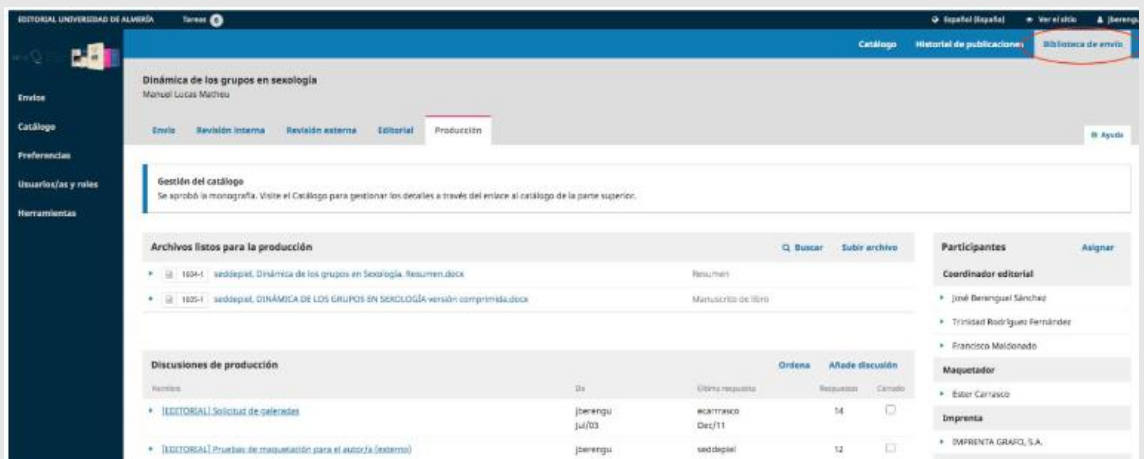 EDITORIAL UNIVERSIDAD DE ALMERÍA Tareas 0 Español (España) Ver el sitio jberengu
Catálogo Historial de publicaciones Biblioteca de envío
Dinámica de los grupos en sexología
Manuel Lucas Matheu
Envíos
Catálogo
Preferencias
Usuarios/as y roles
Herramientas
Envío Revisión interna Revisión externa Editorial Producción
Ayuda
Gestión del catálogo
Se aprobó la monografía. Visite el Catálogo para gestionar los detalles a través del enlace al catálogo de la parte superior.
Archivos listos para la producción Buscar Subir archivo
1604-1 seddepiel, Dinámica de los grupos en Sexología. Resumen.docx Resumen
1605-1 seddepiel, DINÁMICA DE LOS GRUPOS EN SEXOLOGÍA versión comprimida.docx Manuscrito de libro
Discusiones de producción Ordena Añade discusión
Nombre De Última respuesta Respuestas Cerrado
[EDITORIAL] Solicitud de galeradas jberengu ecarrasco 14
Jul/03 Dec/11
[EDITORIAL] Pruebas de maquetación para el autor/a (externo) jberengu seddepiel 12
Participantes Asignar
Coordinador editorial
José Berenguel Sánchez
Trinidad Rodríguez Fernández
Francisco Maldonado
Maquetador
Ester Carrasco
Imprenta
IMPRENTA GRAFO, S.A.